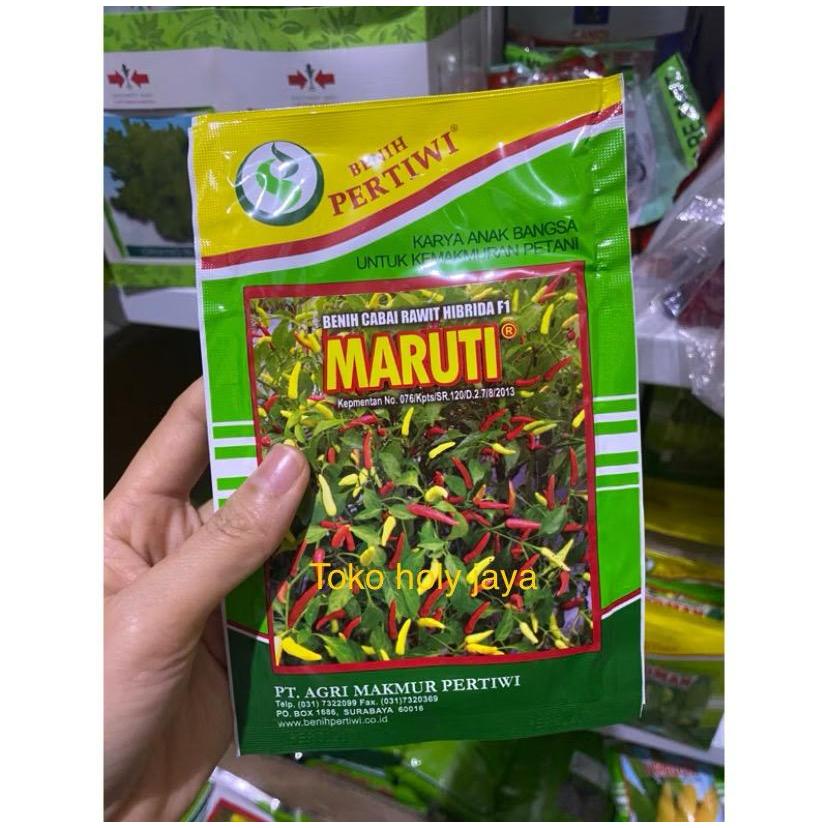 BENIH
PERTIWI®
KARYA ANAK BANGSA
UNTUK KEMAKMURAN PETANI
BENIH CABAI RAWIT HIBRIDA F1
MARUTI®
Kepmentan No. 076/Kpts/SR.120/D.2.7/8/2013
Toko holy jaya
PT. AGRI MAKMUR PERTIWI
Telp. (031) 7322099 Fax. (031)7320369
PO. BOX 1686, SURABAYA 60016
www.benihpertiwi.co.id